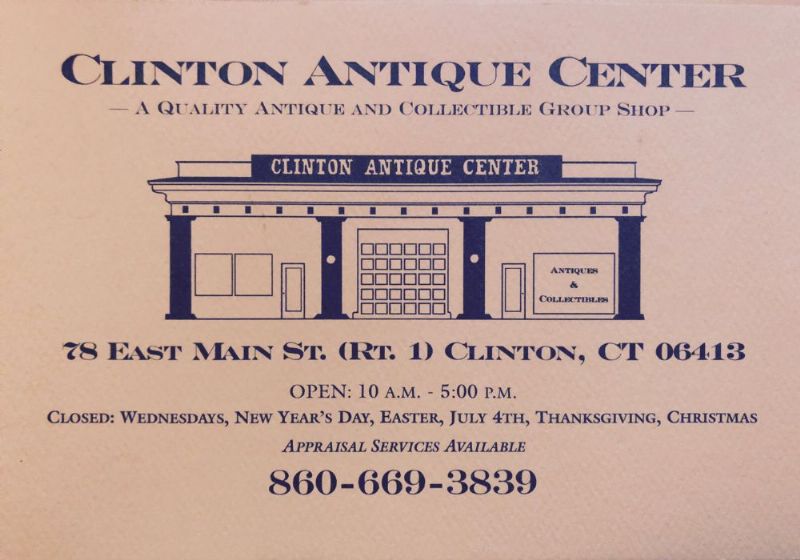 CLINTON ANTIQUE CENTER
— A QUALITY ANTIQUE AND COLLECTIBLE GROUP SHOP —
CLINTON ANTIQUE CENTER
ANTIQUES
&
COLLECTIBLES
78 EAST MAIN ST. (RT. 1) CLINTON, CT 06413
OPEN: 10 A.M. - 5:00 P.M.
CLOSED: WEDNESDAYS, NEW YEAR'S DAY, EASTER, JULY 4TH, THANKSGIVING, CHRISTMAS
APPRAISAL SERVICES AVAILABLE
860-669-3839